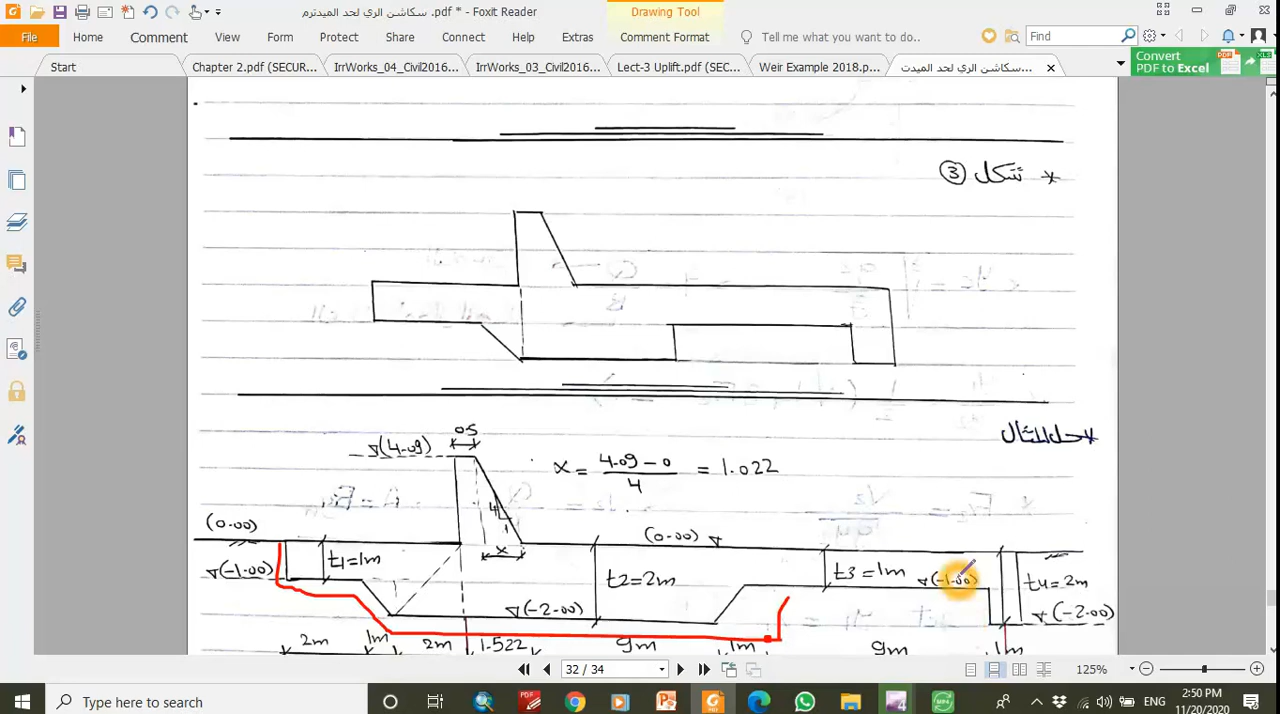 سكاشن الري لحد الميدترم. pdf * - Foxit Reader
Drawing Tool
File
Home
Comment
View
Form
Protect
Share
Connect
Help
Extras
Comment Format
Tell me what you want to do..
Find
Start
Chapter 2.pdf (SECUR...
IrrWorks_04_Civil201...
IrrWorks_03_Civil2016...
Lect-3 Uplift.pdf (SEC...
Weir Example 2018.p...
سكاشن الري لحد الميدت...
Convert
PDF to Excel
* شكل ③
* حل المثال
0.5
▽(4.09)
x = 4.09-0 / 4 = 1.022
4
1
x
(0.00)
(0.00) ▽
▽(-1.00)
t1=1m
t2=2m
t3=1m
▽(-1.00)
t4=2m
▽(-2.00)
▽(-2.00)
2m
1m
2m
1.522
9m
1m
9m
1m
32 / 34
125%
Type here to search
ENG
2:50 PM
11/20/2020